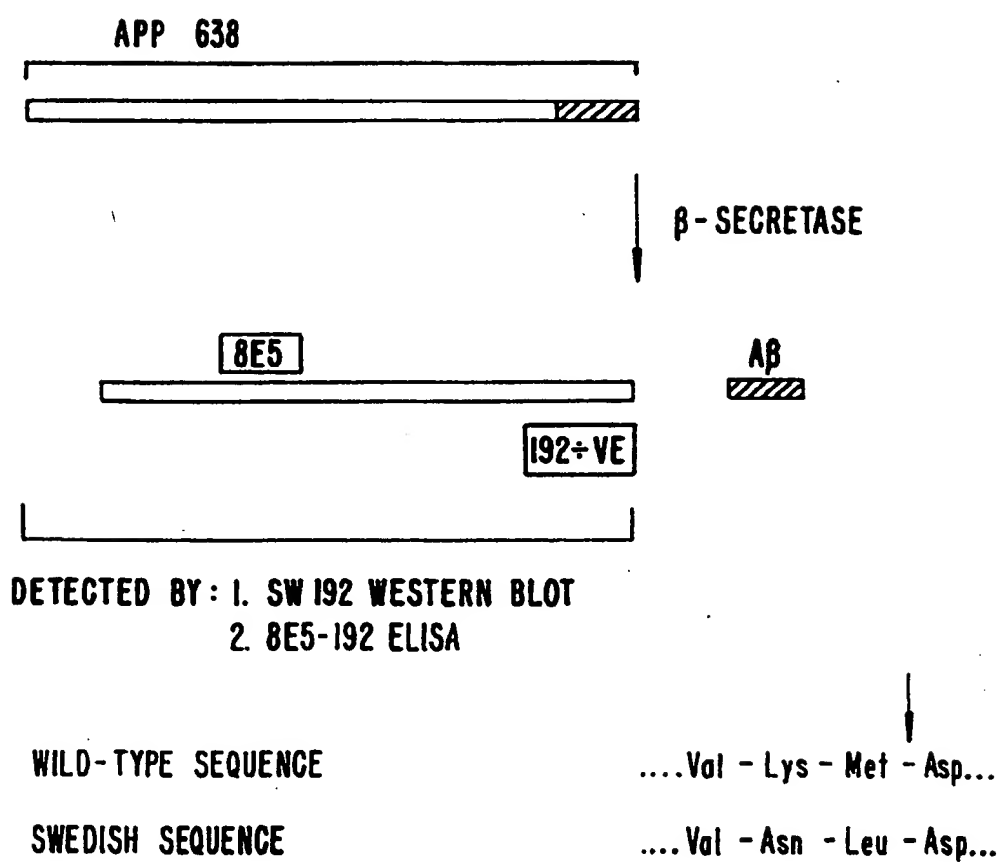 APP 638
β-SECRETASE
8E5
Aβ
192÷VE
DETECTED BY: 1. SW 192 WESTERN BLOT
2. 8E5-192 ELISA
WILD-TYPE SEQUENCE ....Val - Lys - Met - Asp...
SWEDISH SEQUENCE ....Val - Asn - Leu - Asp...